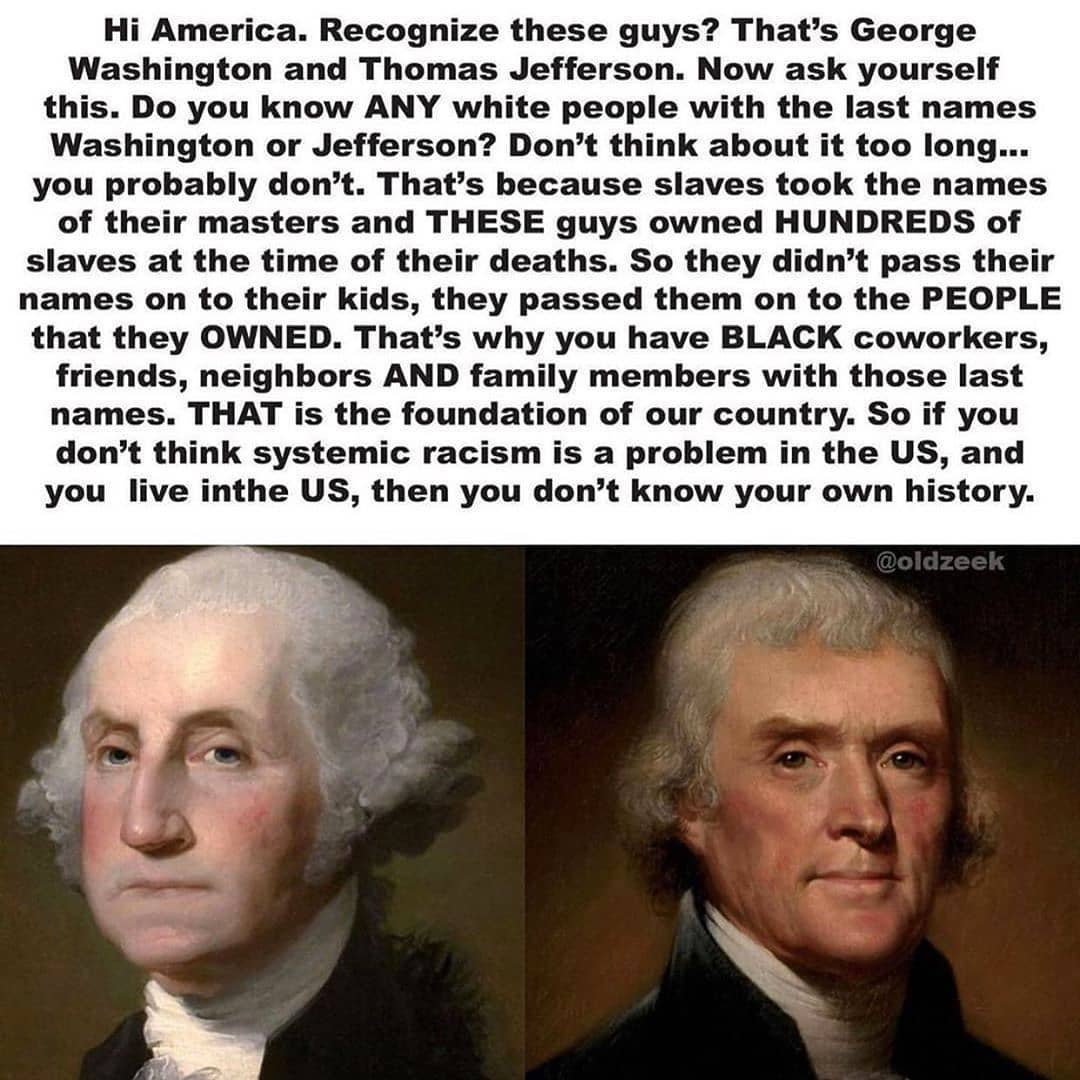 Hi America. Recognize these guys? That’s George
Washington and Thomas Jefferson. Now ask yourself
this. Do you know ANY white people with the last names
Washington or Jefferson? Don’t think about it too long...
you probably don’t. That’s because slaves took the names
of their masters and THESE guys owned HUNDREDS of
slaves at the time of their deaths. So they didn’t pass their
names on to their kids, they passed them on to the PEOPLE
that they OWNED. That’s why you have BLACK coworkers,
friends, neighbors AND family members with those last
names. THAT is the foundation of our country. So if you
don’t think systemic racism is a problem in the US, and
you  live inthe US, then you don’t know your own history.
@oldzeek